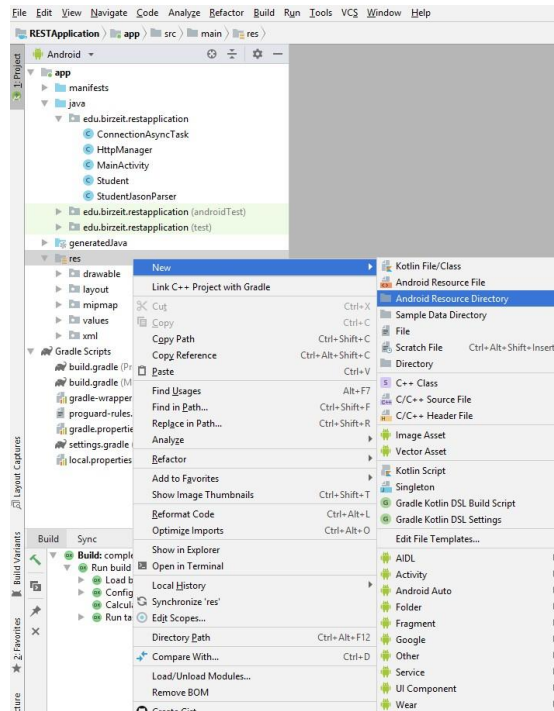 File Edit View Navigate Code Analyze Refactor Build Run Tools VCS Window Help
RESTApplication app src main res
1: Project
Android
app
manifests
java
edu.birzeit.restapplication
ConnectionAsyncTask
HttpManager
MainActivity
Student
StudentJasonParser
edu.birzeit.restapplication (androidTest)
edu.birzeit.restapplication (test)
generatedJava
res
drawable
layout
mipmap
values
xml
Gradle Scripts
build.gradle (Pr
build.gradle (M
gradle-wrapper
proguard-rules.
gradle.propertie
settings.gradle (
local.properties
Layout Captures
Build Variants
2: Favorites
cture
Build Sync
Build: comple
Run build
Load b
Config
Calcula
Run ta
New
Link C++ Project with Gradle
Cut Ctrl+X
Copy Ctrl+C
Copy Path Ctrl+Shift+C
Copy Reference Ctrl+Alt+Shift+C
Paste Ctrl+V
Find Usages Alt+F7
Find in Path... Ctrl+Shift+F
Replace in Path... Ctrl+Shift+R
Analyze
Refactor
Add to Favorites
Show Image Thumbnails Ctrl+Shift+T
Reformat Code Ctrl+Alt+L
Optimize Imports Ctrl+Alt+O
Show in Explorer
Open in Terminal
Local History
Synchronize 'res'
Edit Scopes...
Directory Path Ctrl+Alt+F12
Compare With... Ctrl+D
Load/Unload Modules...
Remove BOM
Create Gist
Kotlin File/Class
Android Resource File
Android Resource Directory
Sample Data Directory
File
Scratch File Ctrl+Alt+Shift+Insert
Directory
C++ Class
C/C++ Source File
C/C++ Header File
Image Asset
Vector Asset
Kotlin Script
Singleton
Gradle Kotlin DSL Build Script
Gradle Kotlin DSL Settings
Edit File Templates...
AIDL
Activity
Android Auto
Folder
Fragment
Google
Other
Service
UI Component
Wear